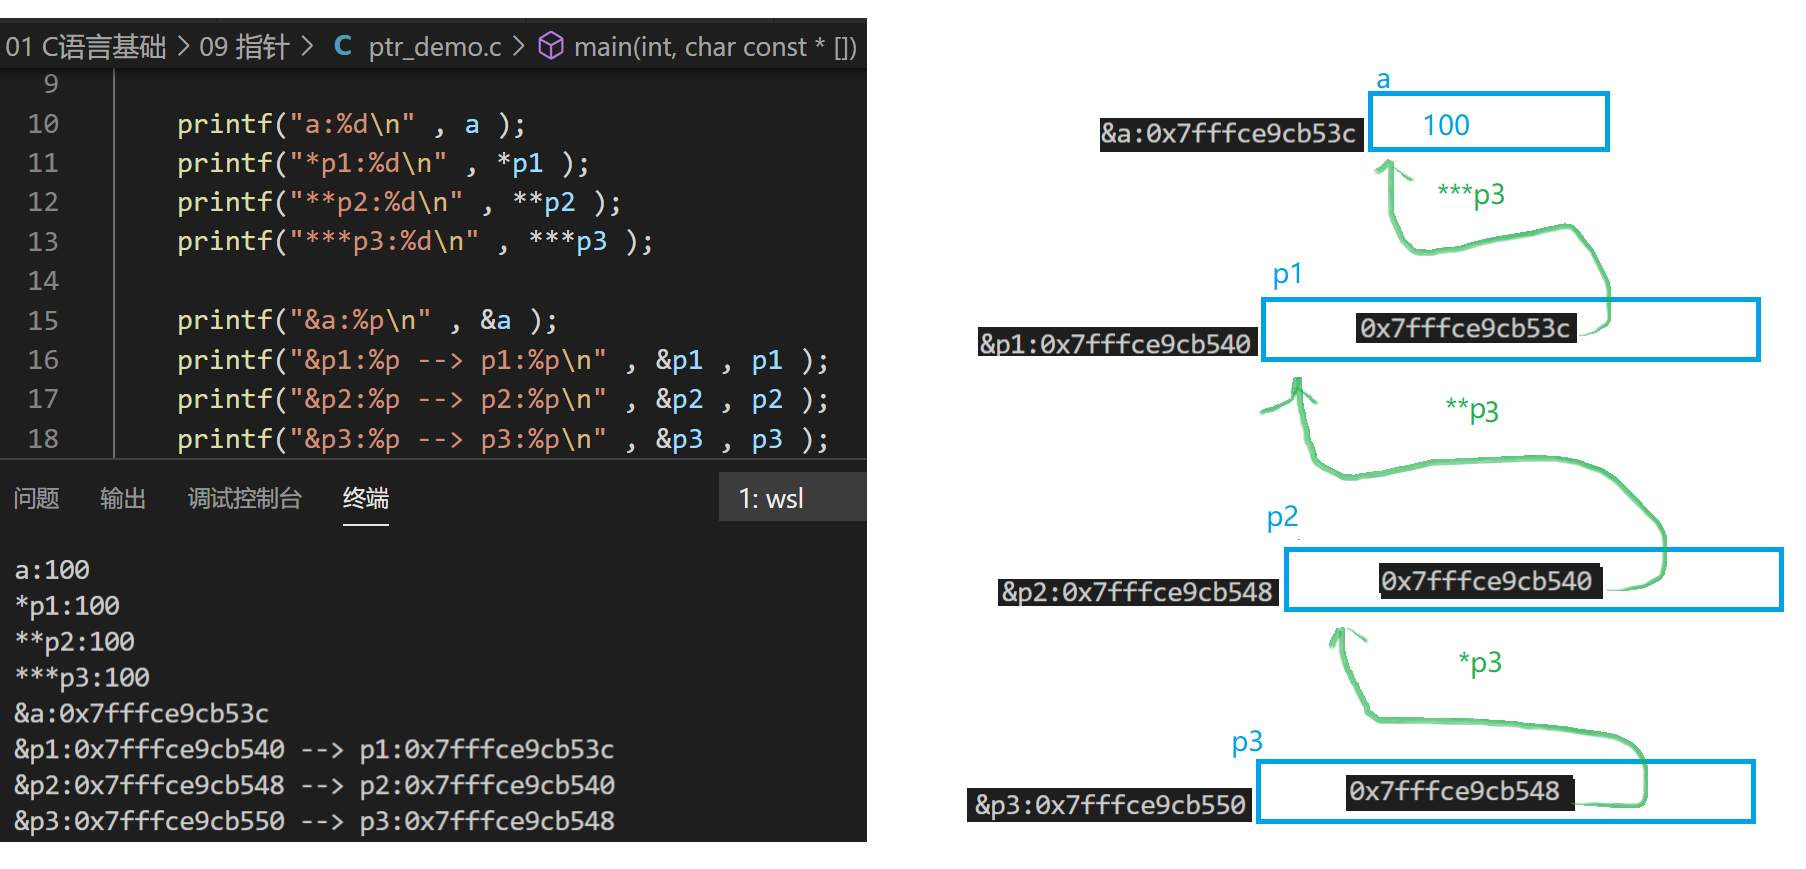 01 C语言基础 > 09 指针 > C ptr_demo.c > main(int, char const * [])
9
10 printf("a:%d\n" , a );
11 printf("*p1:%d\n" , *p1 );
12 printf("**p2:%d\n" , **p2 );
13 printf("***p3:%d\n" , ***p3 );
14
15 printf("&a:%p\n" , &a );
16 printf("&p1:%p --> p1:%p\n" , &p1 , p1 );
17 printf("&p2:%p --> p2:%p\n" , &p2 , p2 );
18 printf("&p3:%p --> p3:%p\n" , &p3 , p3 );
问题 输出 调试控制台 终端 1: wsl
a:100
*p1:100
**p2:100
***p3:100
&a:0x7fffce9cb53c
&p1:0x7fffce9cb540 --> p1:0x7fffce9cb53c
&p2:0x7fffce9cb548 --> p2:0x7fffce9cb540
&p3:0x7fffce9cb550 --> p3:0x7fffce9cb548
a
&a:0x7fffce9cb53c 100
***p3
p1
&p1:0x7fffce9cb540 0x7fffce9cb53c
**p3
p2
&p2:0x7fffce9cb548 0x7fffce9cb540
*p3
p3
&p3:0x7fffce9cb550 0x7fffce9cb548